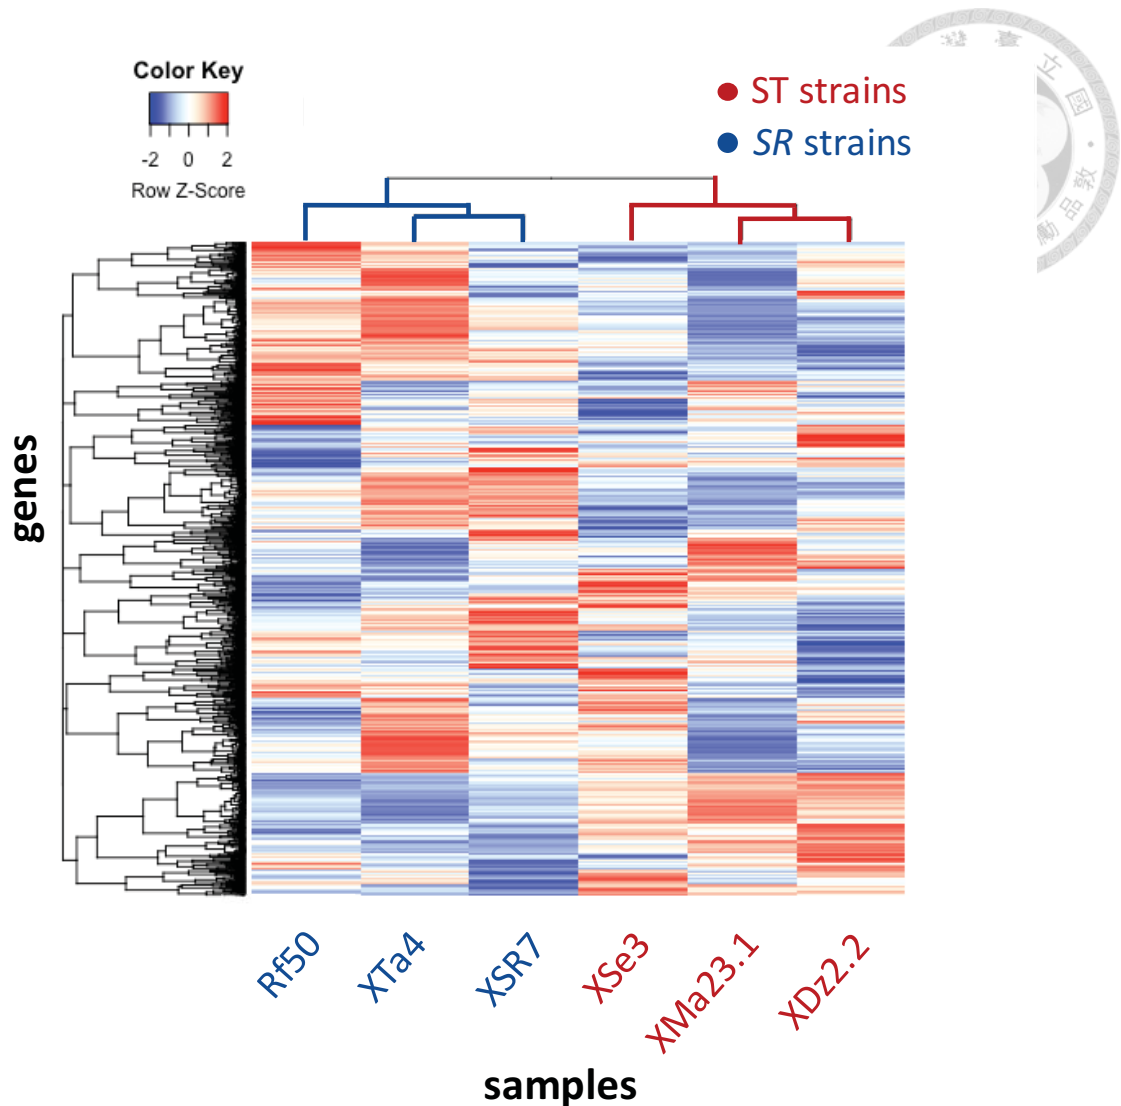 Color Key
-2 0 2
Row Z-Score
ST strains
SR strains
genes
Rf50
XTa4
XSR7
XSe3
XMa23.1
XDz2.2
samples